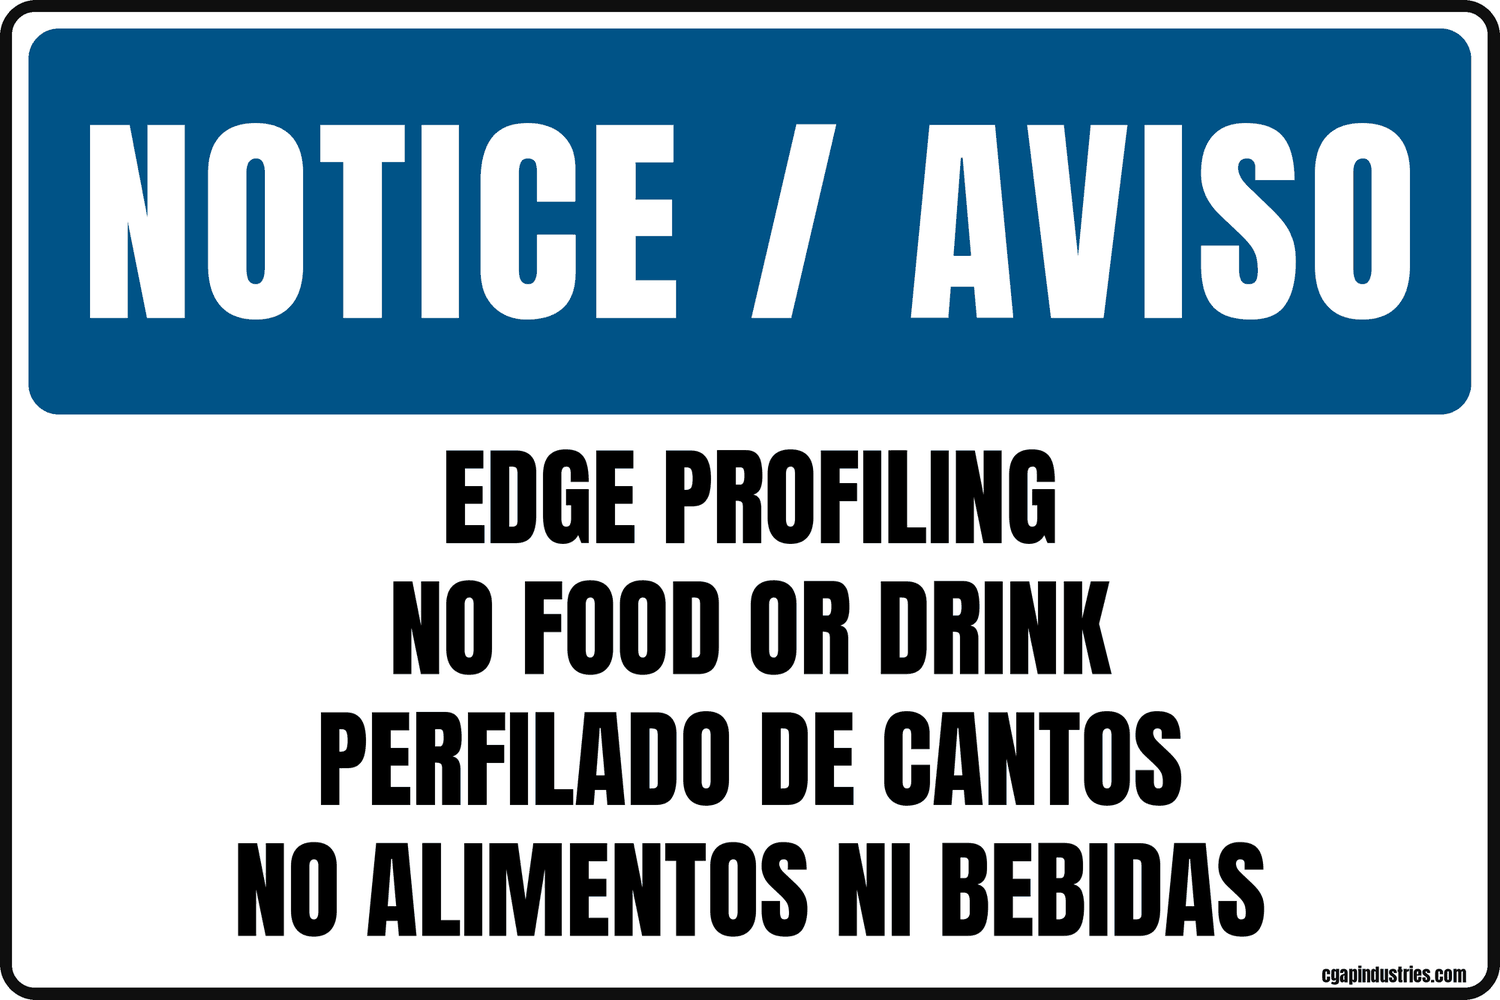 NOTICE / AVISO
EDGE PROFILING
NO FOOD OR DRINK
PERFILADO DE CANTOS
NO ALIMENTOS NI BEBIDAS
cgapindustries.com